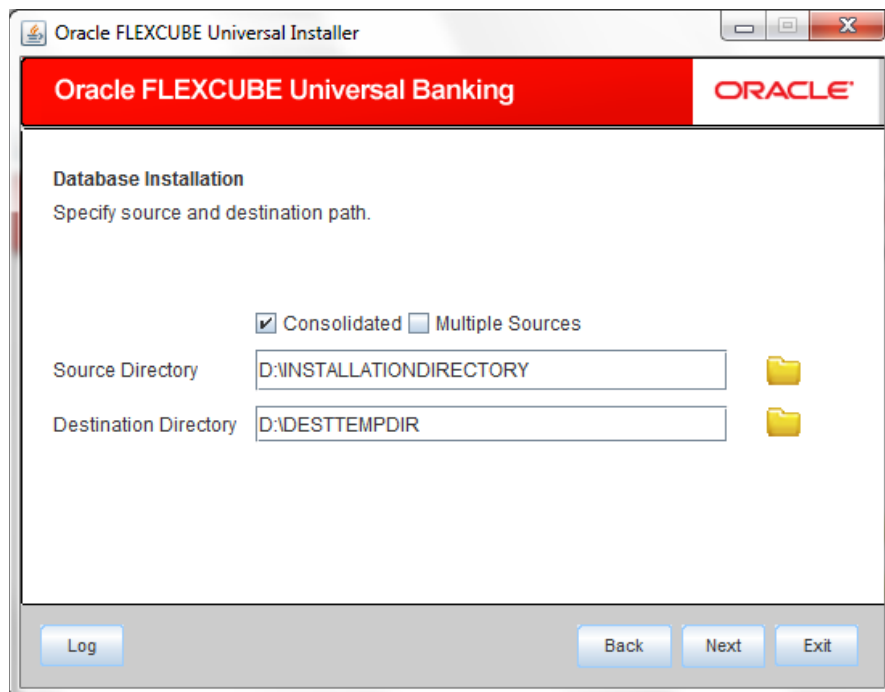 Oracle FLEXCUBE Universal Installer
Oracle FLEXCUBE Universal Banking ORACLE
Database Installation
Specify source and destination path.
Consolidated Multiple Sources
Source Directory D:\INSTALLATIONDIRECTORY
Destination Directory D:\DESTTEMPDIR
Log Back Next Exit